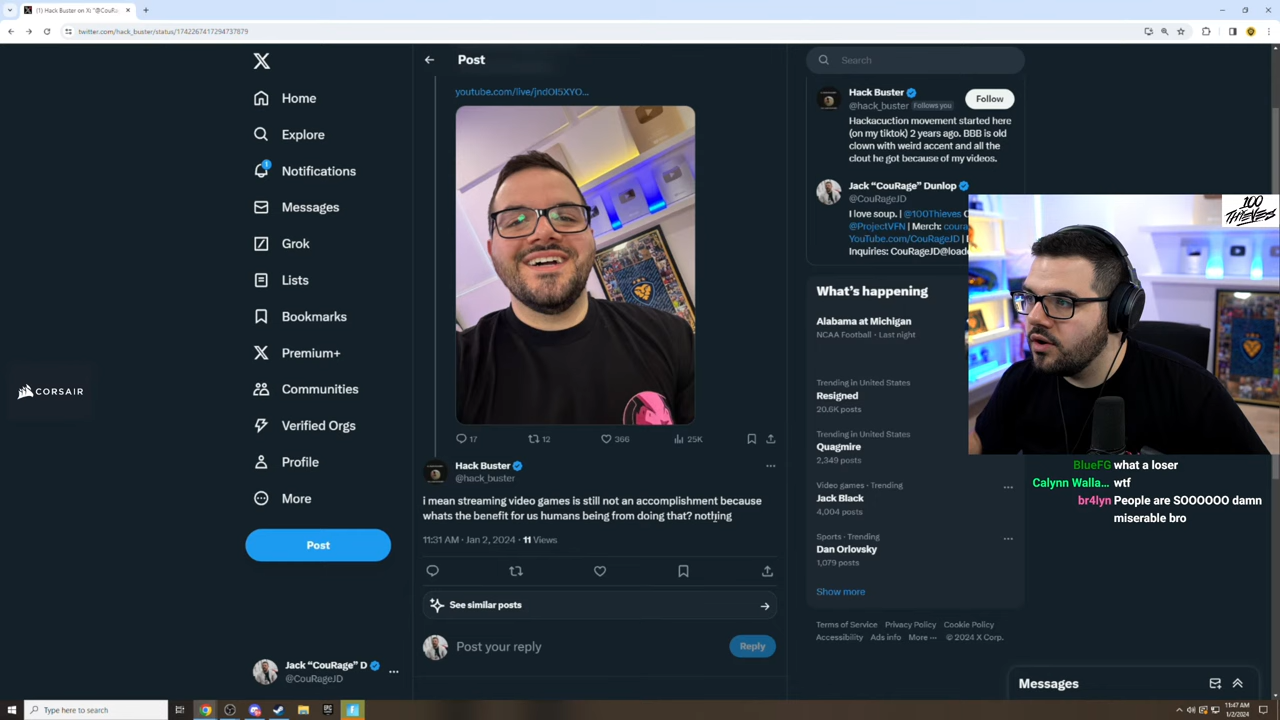 (1) Hack Buster on X: "@CouRa
twitter.com/hack_buster/status/1742267417294737879
Home
Explore
1
Notifications
Messages
Grok
Lists
Bookmarks
Premium+
Communities
Verified Orgs
Profile
More
Post
Jack “CouRage” D
@CouRageJD
CORSAIR
Post
youtube.com/live/jndOI5XYO...
17
12
366
25K
Hack Buster
@hack_buster
i mean streaming video games is still not an accomplishment because
whats the benefit for us humans being from doing that? nothing
11:31 AM · Jan 2, 2024 · 11 Views
See similar posts
Post your reply
Reply
Search
Hack Buster
@hack_buster Follows you
Follow
Hackacuction movement started here
(on my tiktok) 2 years ago. BBB is old
clown with weird accent and all the
clout he got because of my videos.
Jack “CouRage” Dunlop
@CouRageJD
I love soup. | @100Thieves
@ProjectVFN | Merch: coura
YouTube.com/CouRageJD |
Inquiries: CouRageJD@load
What’s happening
Alabama at Michigan
NCAA Football · Last night
Trending in United States
Resigned
20.6K posts
Trending in United States
Quagmire
2,349 posts
Video games · Trending
Jack Black
4,004 posts
Sports · Trending
Dan Orlovsky
1,079 posts
Show more
Terms of Service Privacy Policy Cookie Policy
Accessibility Ads info More ··· © 2024 X Corp.
Messages
100
THIEVES
BlueFG what a loser
Calynn Walla... wtf
br4lyn People are SOOOOOO damn
miserable bro
Type here to search
11:47 AM
1/2/2024